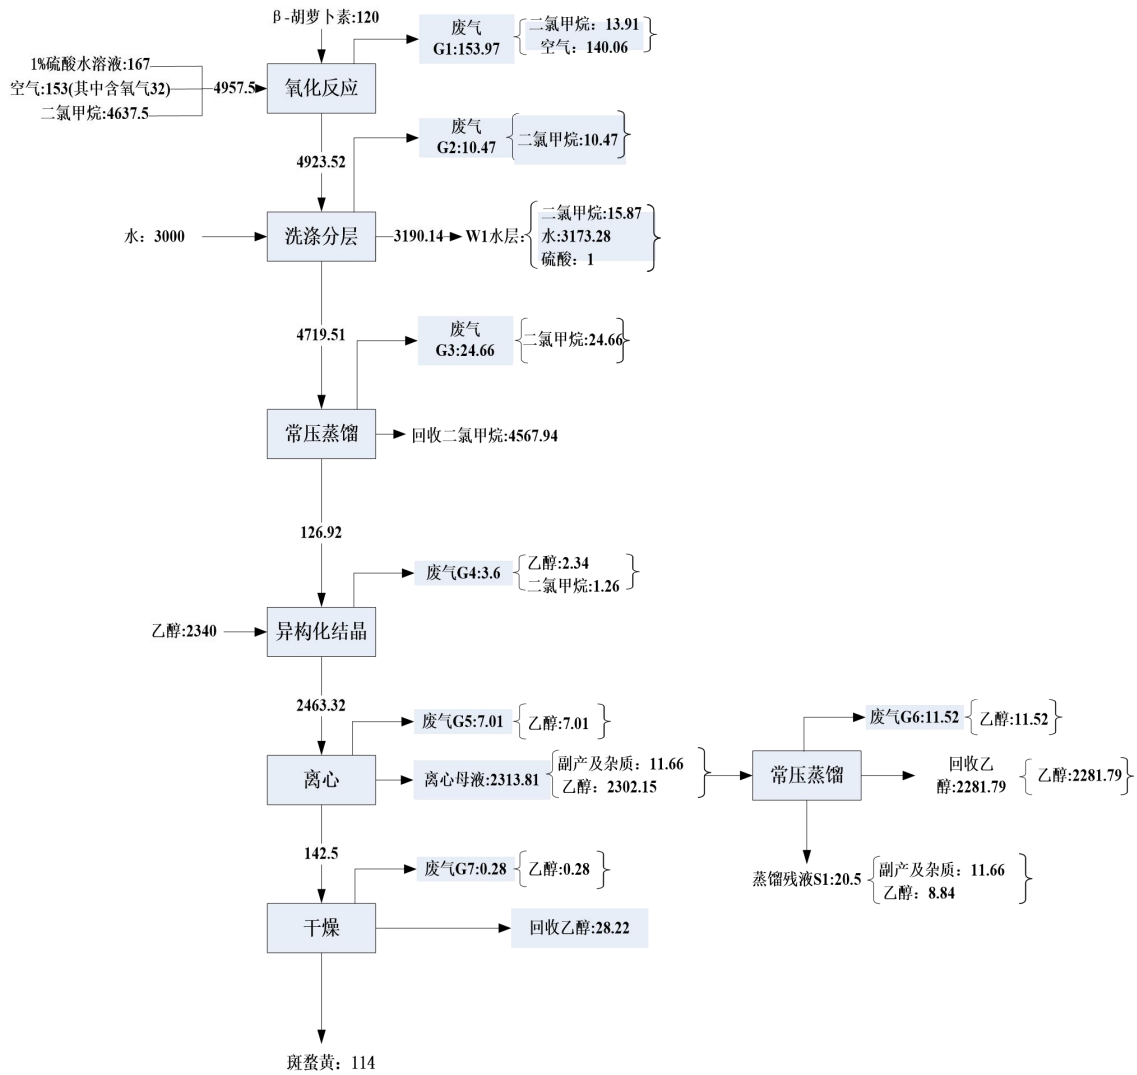 β-胡萝卜素:120
废气
G1:153.97
二氯甲烷：13.91
空气：140.06
1%硫酸水溶液:167
空气:153(其中含氧气32)
二氯甲烷:4637.5
4957.5
氧化反应
废气
G2:10.47
二氯甲烷:10.47
4923.52
水：3000
洗涤分层
3190.14
W1水层:
二氯甲烷:15.87
水:3173.28
硫酸：1
4719.51
废气
G3:24.66
二氯甲烷:24.66
常压蒸馏
回收二氯甲烷:4567.94
126.92
废气G4:3.6
乙醇:2.34
二氯甲烷:1.26
乙醇:2340
异构化结晶
2463.32
废气G5:7.01
乙醇:7.01
废气G6:11.52
乙醇:11.52
离心
离心母液:2313.81
副产及杂质：11.66
乙醇：2302.15
常压蒸馏
回收乙
醇:2281.79
乙醇:2281.79
142.5
废气G7:0.28
乙醇:0.28
蒸馏残液S1:20.5
副产及杂质：11.66
乙醇：8.84
干燥
回收乙醇:28.22
斑蝥黄：114